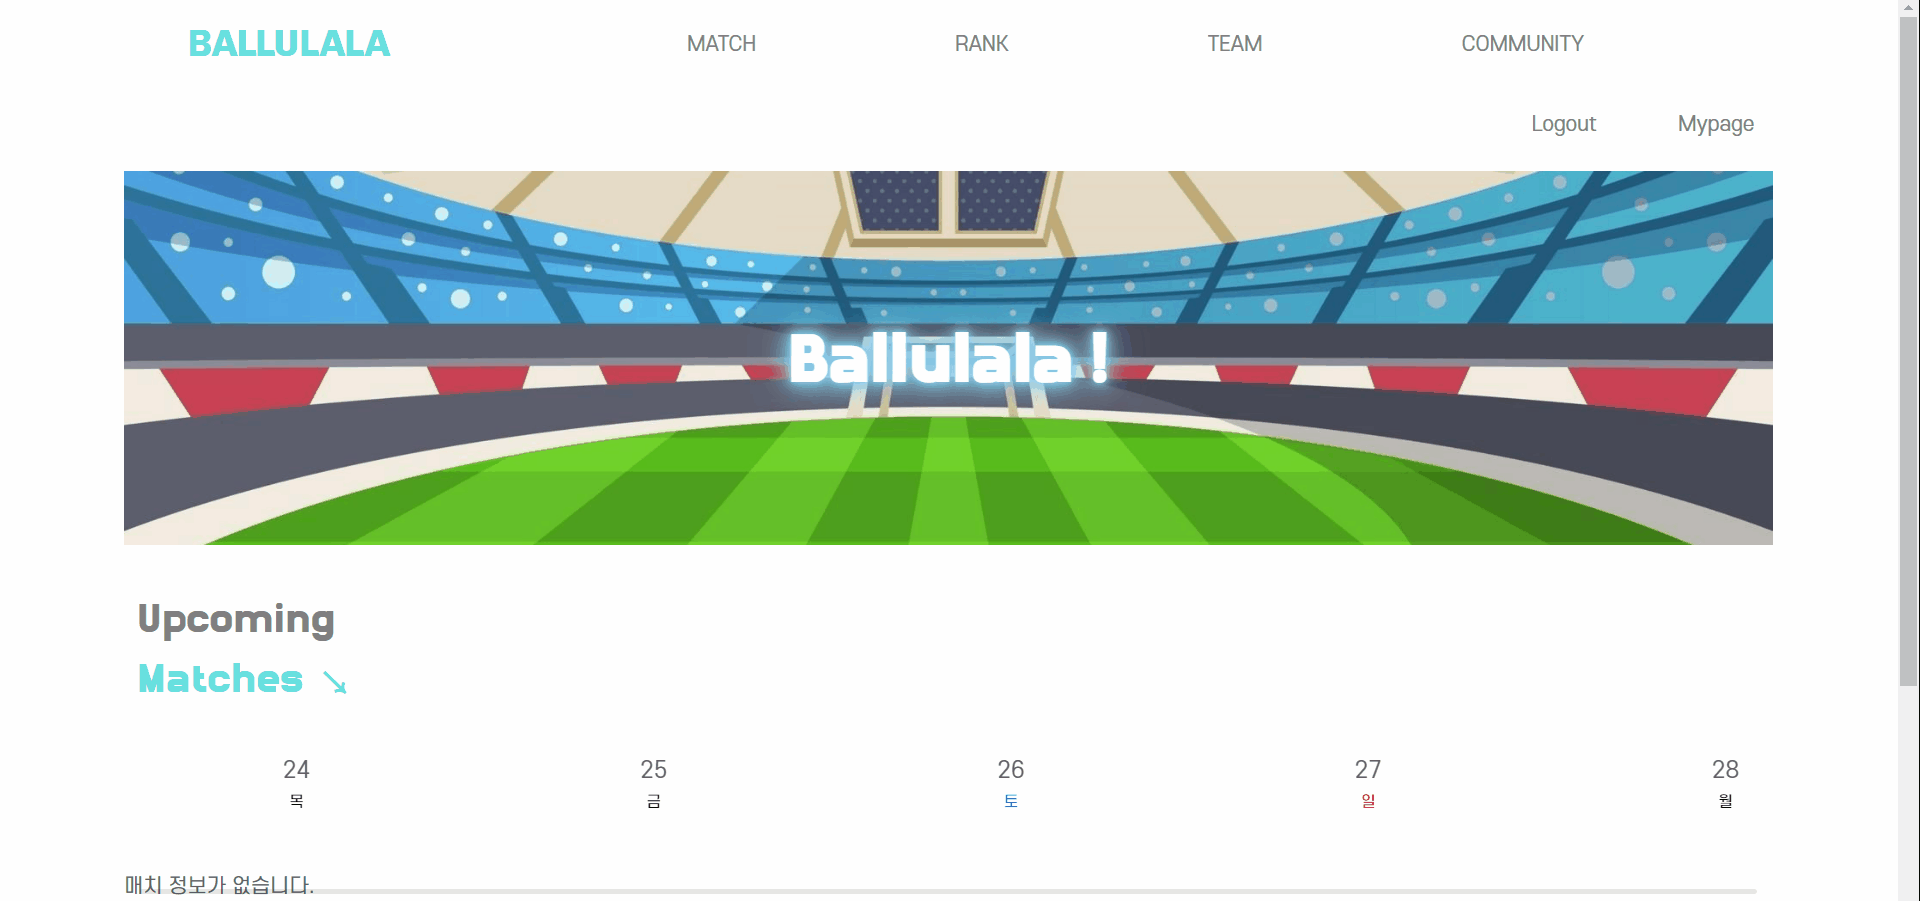 BALLULALA MATCH RANK TEAM COMMUNITY
Logout Mypage
Ballulala !
Upcoming
Matches ↘
24 25 26 27 28
목 금 토 일 월
매치 정보가 없습니다.